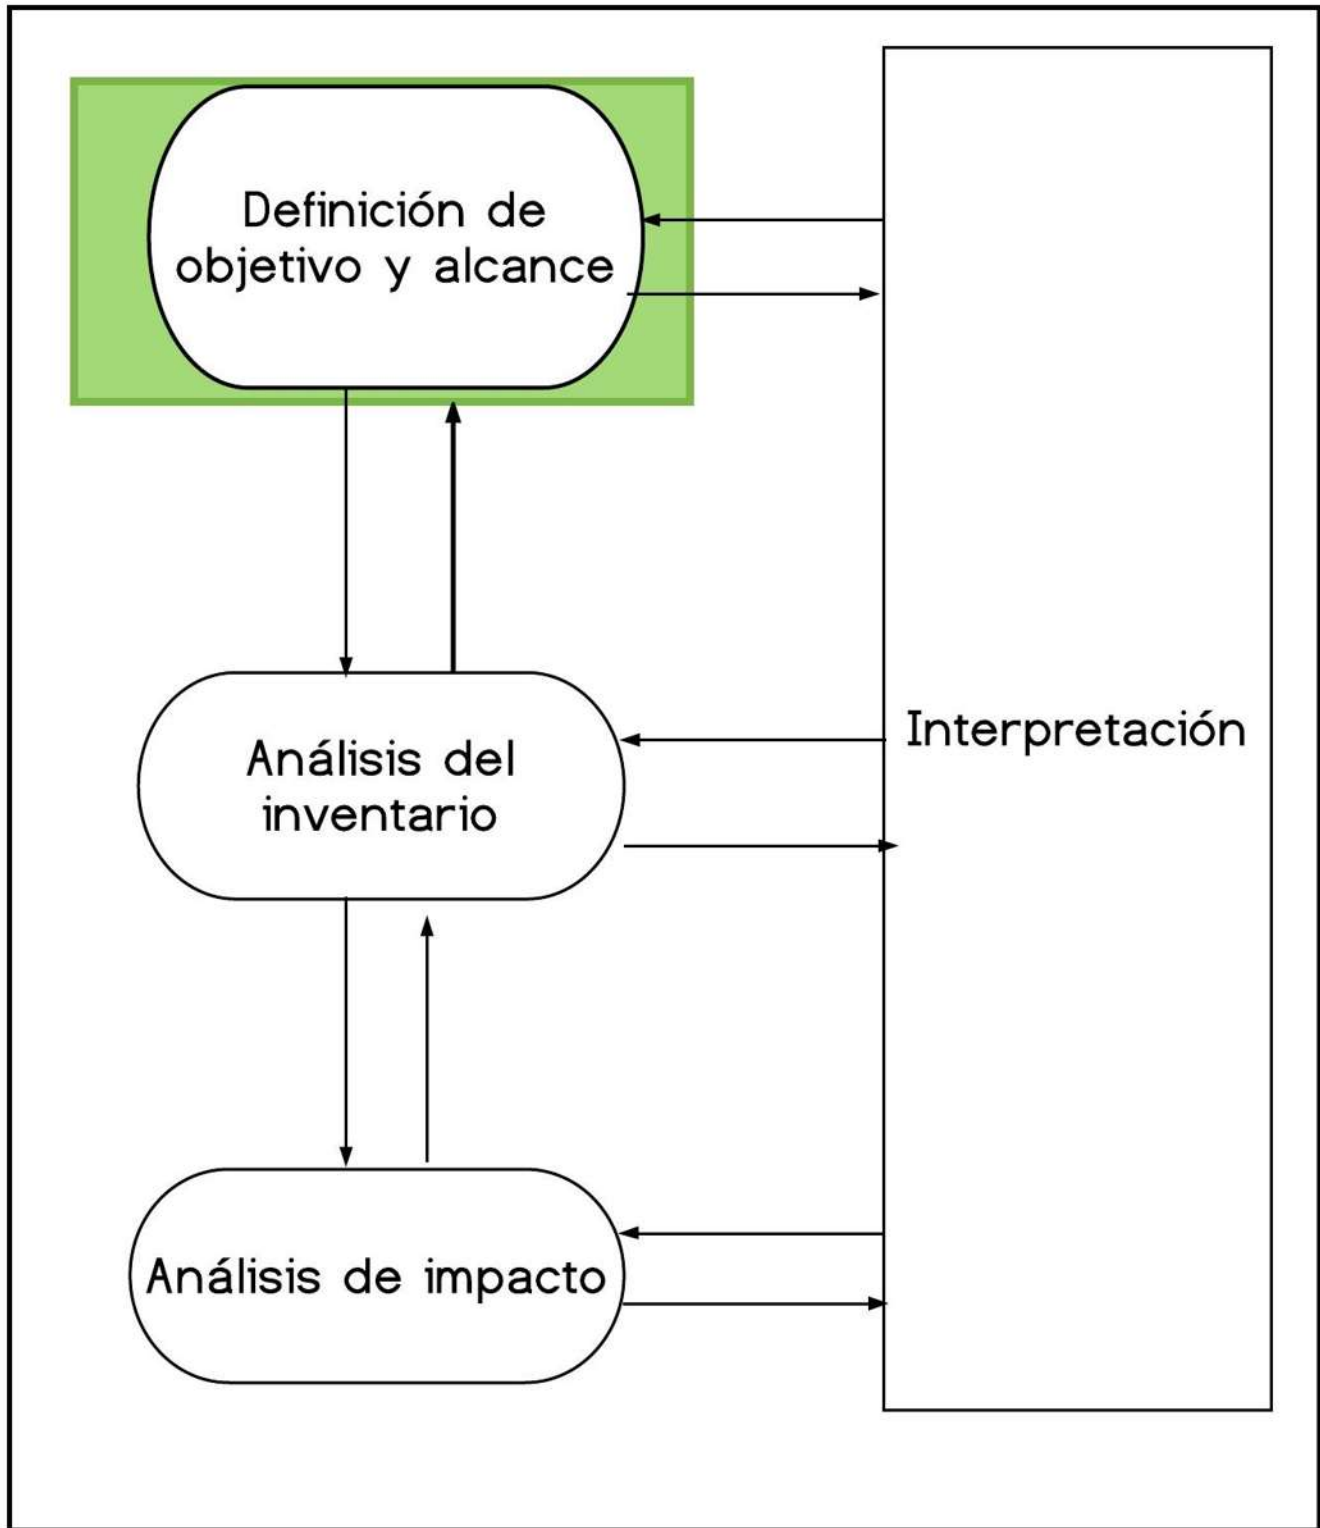 Definición de
objetivo y alcance
Análisis del
inventario
Interpretación
Análisis de impacto